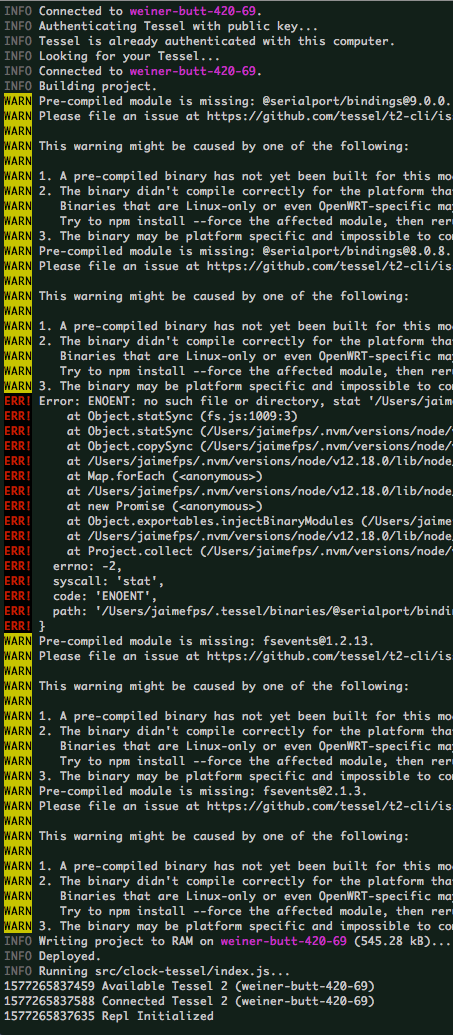 INFO Connected to weiner-butt-420-69.
INFO Authenticating Tessel with public key...
INFO Tessel is already authenticated with this computer.
INFO Looking for your Tessel...
INFO Connected to weiner-butt-420-69.
INFO Building project.
WARN Pre-compiled module is missing: @serialport/bindings@9.0.0.
WARN Please file an issue at https://github.com/tessel/t2-cli/is
WARN
WARN This warning might be caused by one of the following:
WARN
WARN 1. A pre-compiled binary has not yet been built for this mo
WARN 2. The binary didn't compile correctly for the platform tha
WARN Binaries that are Linux-only or even OpenWRT-specific ma
WARN Try to npm install --force the affected module, then rer
WARN 3. The binary may be platform specific and impossible to co
WARN Pre-compiled module is missing: @serialport/bindings@8.0.8.
WARN Please file an issue at https://github.com/tessel/t2-cli/is
WARN
WARN This warning might be caused by one of the following:
WARN
WARN 1. A pre-compiled binary has not yet been built for this mo
WARN 2. The binary didn't compile correctly for the platform tha
WARN Binaries that are Linux-only or even OpenWRT-specific ma
WARN Try to npm install --force the affected module, then rer
WARN 3. The binary may be platform specific and impossible to co
ERR! Error: ENOENT: no such file or directory, stat '/Users/jaime
ERR! at Object.statSync (fs.js:1009:3)
ERR! at Object.statSync (/Users/jaimefps/.nvm/versions/node/
ERR! at Object.copySync (/Users/jaimefps/.nvm/versions/node/
ERR! at /Users/jaimefps/.nvm/versions/node/v12.18.0/lib/node
ERR! at Map.forEach (<anonymous>)
ERR! at /Users/jaimefps/.nvm/versions/node/v12.18.0/lib/node
ERR! at new Promise (<anonymous>)
ERR! at Object.exportables.injectBinaryModules (/Users/jaime
ERR! at /Users/jaimefps/.nvm/versions/node/v12.18.0/lib/node
ERR! at Project.collect (/Users/jaimefps/.nvm/versions/node/
ERR! errno: -2,
ERR! syscall: 'stat',
ERR! code: 'ENOENT',
ERR! path: '/Users/jaimefps/.tessel/binaries/@serialport/bindi
ERR! }
WARN Pre-compiled module is missing: fsevents@1.2.13.
WARN Please file an issue at https://github.com/tessel/t2-cli/is
WARN
WARN This warning might be caused by one of the following:
WARN
WARN 1. A pre-compiled binary has not yet been built for this mo
WARN 2. The binary didn't compile correctly for the platform tha
WARN Binaries that are Linux-only or even OpenWRT-specific ma
WARN Try to npm install --force the affected module, then rer
WARN 3. The binary may be platform specific and impossible to co
WARN Pre-compiled module is missing: fsevents@2.1.3.
WARN Please file an issue at https://github.com/tessel/t2-cli/is
WARN
WARN This warning might be caused by one of the following:
WARN
WARN 1. A pre-compiled binary has not yet been built for this mo
WARN 2. The binary didn't compile correctly for the platform tha
WARN Binaries that are Linux-only or even OpenWRT-specific ma
WARN Try to npm install --force the affected module, then rer
WARN 3. The binary may be platform specific and impossible to co
INFO Writing project to RAM on weiner-butt-420-69 (545.28 kB)...
INFO Deployed.
INFO Running src/clock-tessel/index.js...
1577265837459 Available Tessel 2 (weiner-butt-420-69)
1577265837588 Connected Tessel 2 (weiner-butt-420-69)
1577265837635 Repl Initialized